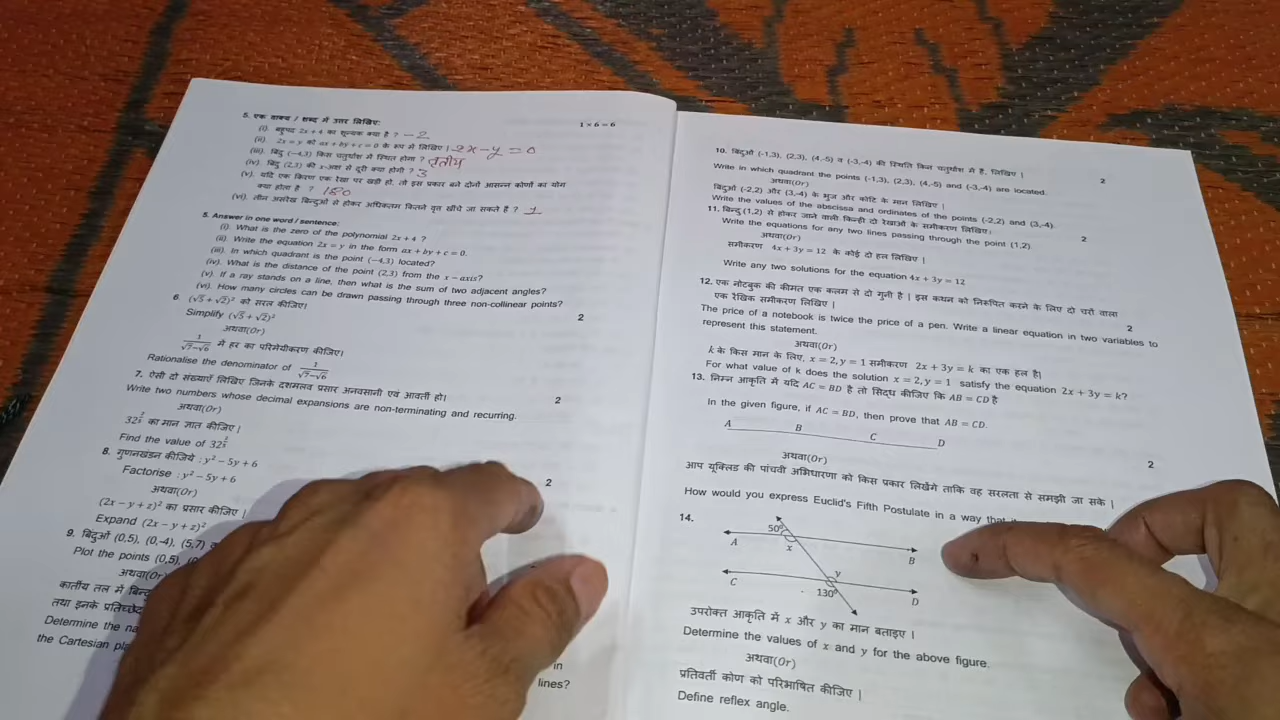 5. एक वाक्य / शब्द में उत्तर लिखिए:
1 × 6 = 6
(i). बहुपद 2x + 4 का शून्यक क्या है ? -2
(ii). 2x = y को ax + by + c = 0 के रूप में लिखिए। 2x-y=0
(iii). बिंदु (-4,3) किस चतुर्थांश में स्थित होगा ? तृतीय
(iv). बिंदु (2,3) की x-अक्ष से दूरी क्या होगी ? 3
(v). यदि एक किरण एक रेखा पर खड़ी हो, तो इस प्रकार बने दोनों आसन्न कोणों का योग
क्या होता है ? 180
(vi). तीन असंरेख बिन्दुओं से होकर अधिकतम कितने वृत्त खींचे जा सकते हैं ? 1
5. Answer in one word / sentence:
(i). What is the zero of the polynomial 2x + 4 ?
(ii). Write the equation 2x = y in the form ax + by + c = 0.
(iii). In which quadrant is the point (-4,3) located?
(iv). What is the distance of the point (2,3) from the x - axis?
(v). If a ray stands on a line, then what is the sum of two adjacent angles?
(vi). How many circles can be drawn passing through three non-collinear points?
6. (√5 + √2)² को सरल कीजिए।
2
Simplify (√5 + √2)²
अथवा(Or)
1/(√7-√6) में हर का परिमेयीकरण कीजिए।
Rationalise the denominator of 1/(√7-√6)
7. ऐसी दो संख्याएँ लिखिए जिनके दशमलव प्रसार अनवसानी एवं आवर्ती हो।
2
Write two numbers whose decimal expansions are non-terminating and recurring.
अथवा(Or)
का मान ज्ञात कीजिए |
Find the value of
8. गुणनखंडन कीजिये : y² - 5y + 6
2
Factorise : y² - 5y + 6
अथवा(Or)
(2x - y + z)² का प्रसार कीजिए |
Expand (2x - y + z)²
9. बिंदुओं (0,5), (0,-4), (5,7)
Plot the points (0,5),
अथवा(Or)
कार्तीय तल में
तथा इनके
Determine the
in
the Cartesian
lines?
10. बिंदुओं (-1,3), (2,3), (4,-5) व (-3,-4) की स्थिति किन चतुर्थांश में है, लिखिए |
2
Write in which quadrant the points (-1,3), (2,3), (4,-5) and (-3,-4) are located.
अथवा(Or)
बिंदुओं (-2,2) और (3,-4) के भुज और कोटि के मान लिखिए |
Write the values of the abscissa and ordinates of the points (-2,2) and (3,-4).
11. बिन्दु (1,2) से होकर जाने वाली किन्हीं दो रेखाओं के समीकरण लिखिए।
2
Write the equations for any two lines passing through the point (1,2).
अथवा(Or)
समीकरण 4x + 3y = 12 के कोई दो हल लिखिए |
Write any two solutions for the equation 4x + 3y = 12
12. एक नोटबुक की कीमत एक कलम से दो गुनी है | इस कथन को निरूपित करने के लिए दो चरों वाला
एक रैखिक समीकरण लिखिए |
2
The price of a notebook is twice the price of a pen. Write a linear equation in two variables to
represent this statement.
अथवा(Or)
k के किस मान के लिए, x = 2, y = 1 समीकरण 2x + 3y = k का एक हल है|
For what value of k does the solution x = 2, y = 1 satisfy the equation 2x + 3y = k?
13. निम्न आकृति में यदि AC = BD है तो सिद्ध कीजिए कि AB = CD है
In the given figure, if AC = BD, then prove that AB = CD.
A B C D
अथवा(Or)
2
आप यूक्लिड की पांचवी अभिधारणा को किस प्रकार लिखेंगे ताकि वह सरलता से समझी जा सके |
How would you express Euclid's Fifth Postulate in a way that
14.
50°
A x B
C y D
130°
उपरोक्त आकृति में x और y का मान बताइए |
Determine the values of x and y for the above figure.
अथवा(Or)
प्रतिवर्ती कोण को परिभाषित कीजिए |
Define reflex angle.